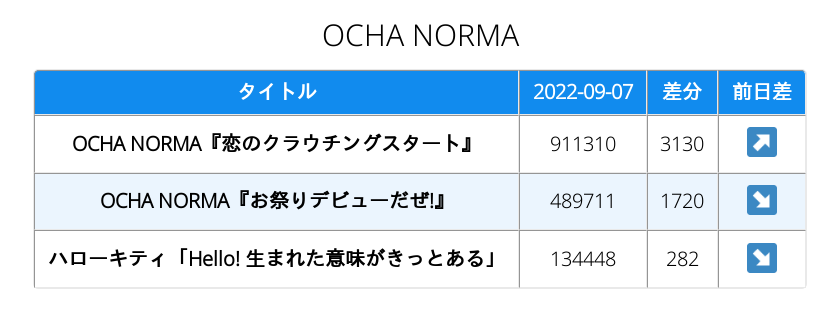 OCHA NORMA
タイトル 2022-09-07 差分 前日差
OCHA NORMA『恋のクラウチングスタート』 911310 3130 ↗
OCHA NORMA『お祭りデビューだぜ!』 489711 1720 ↘
ハローキティ「Hello! 生まれた意味がきっとある」 134448 282 ↘